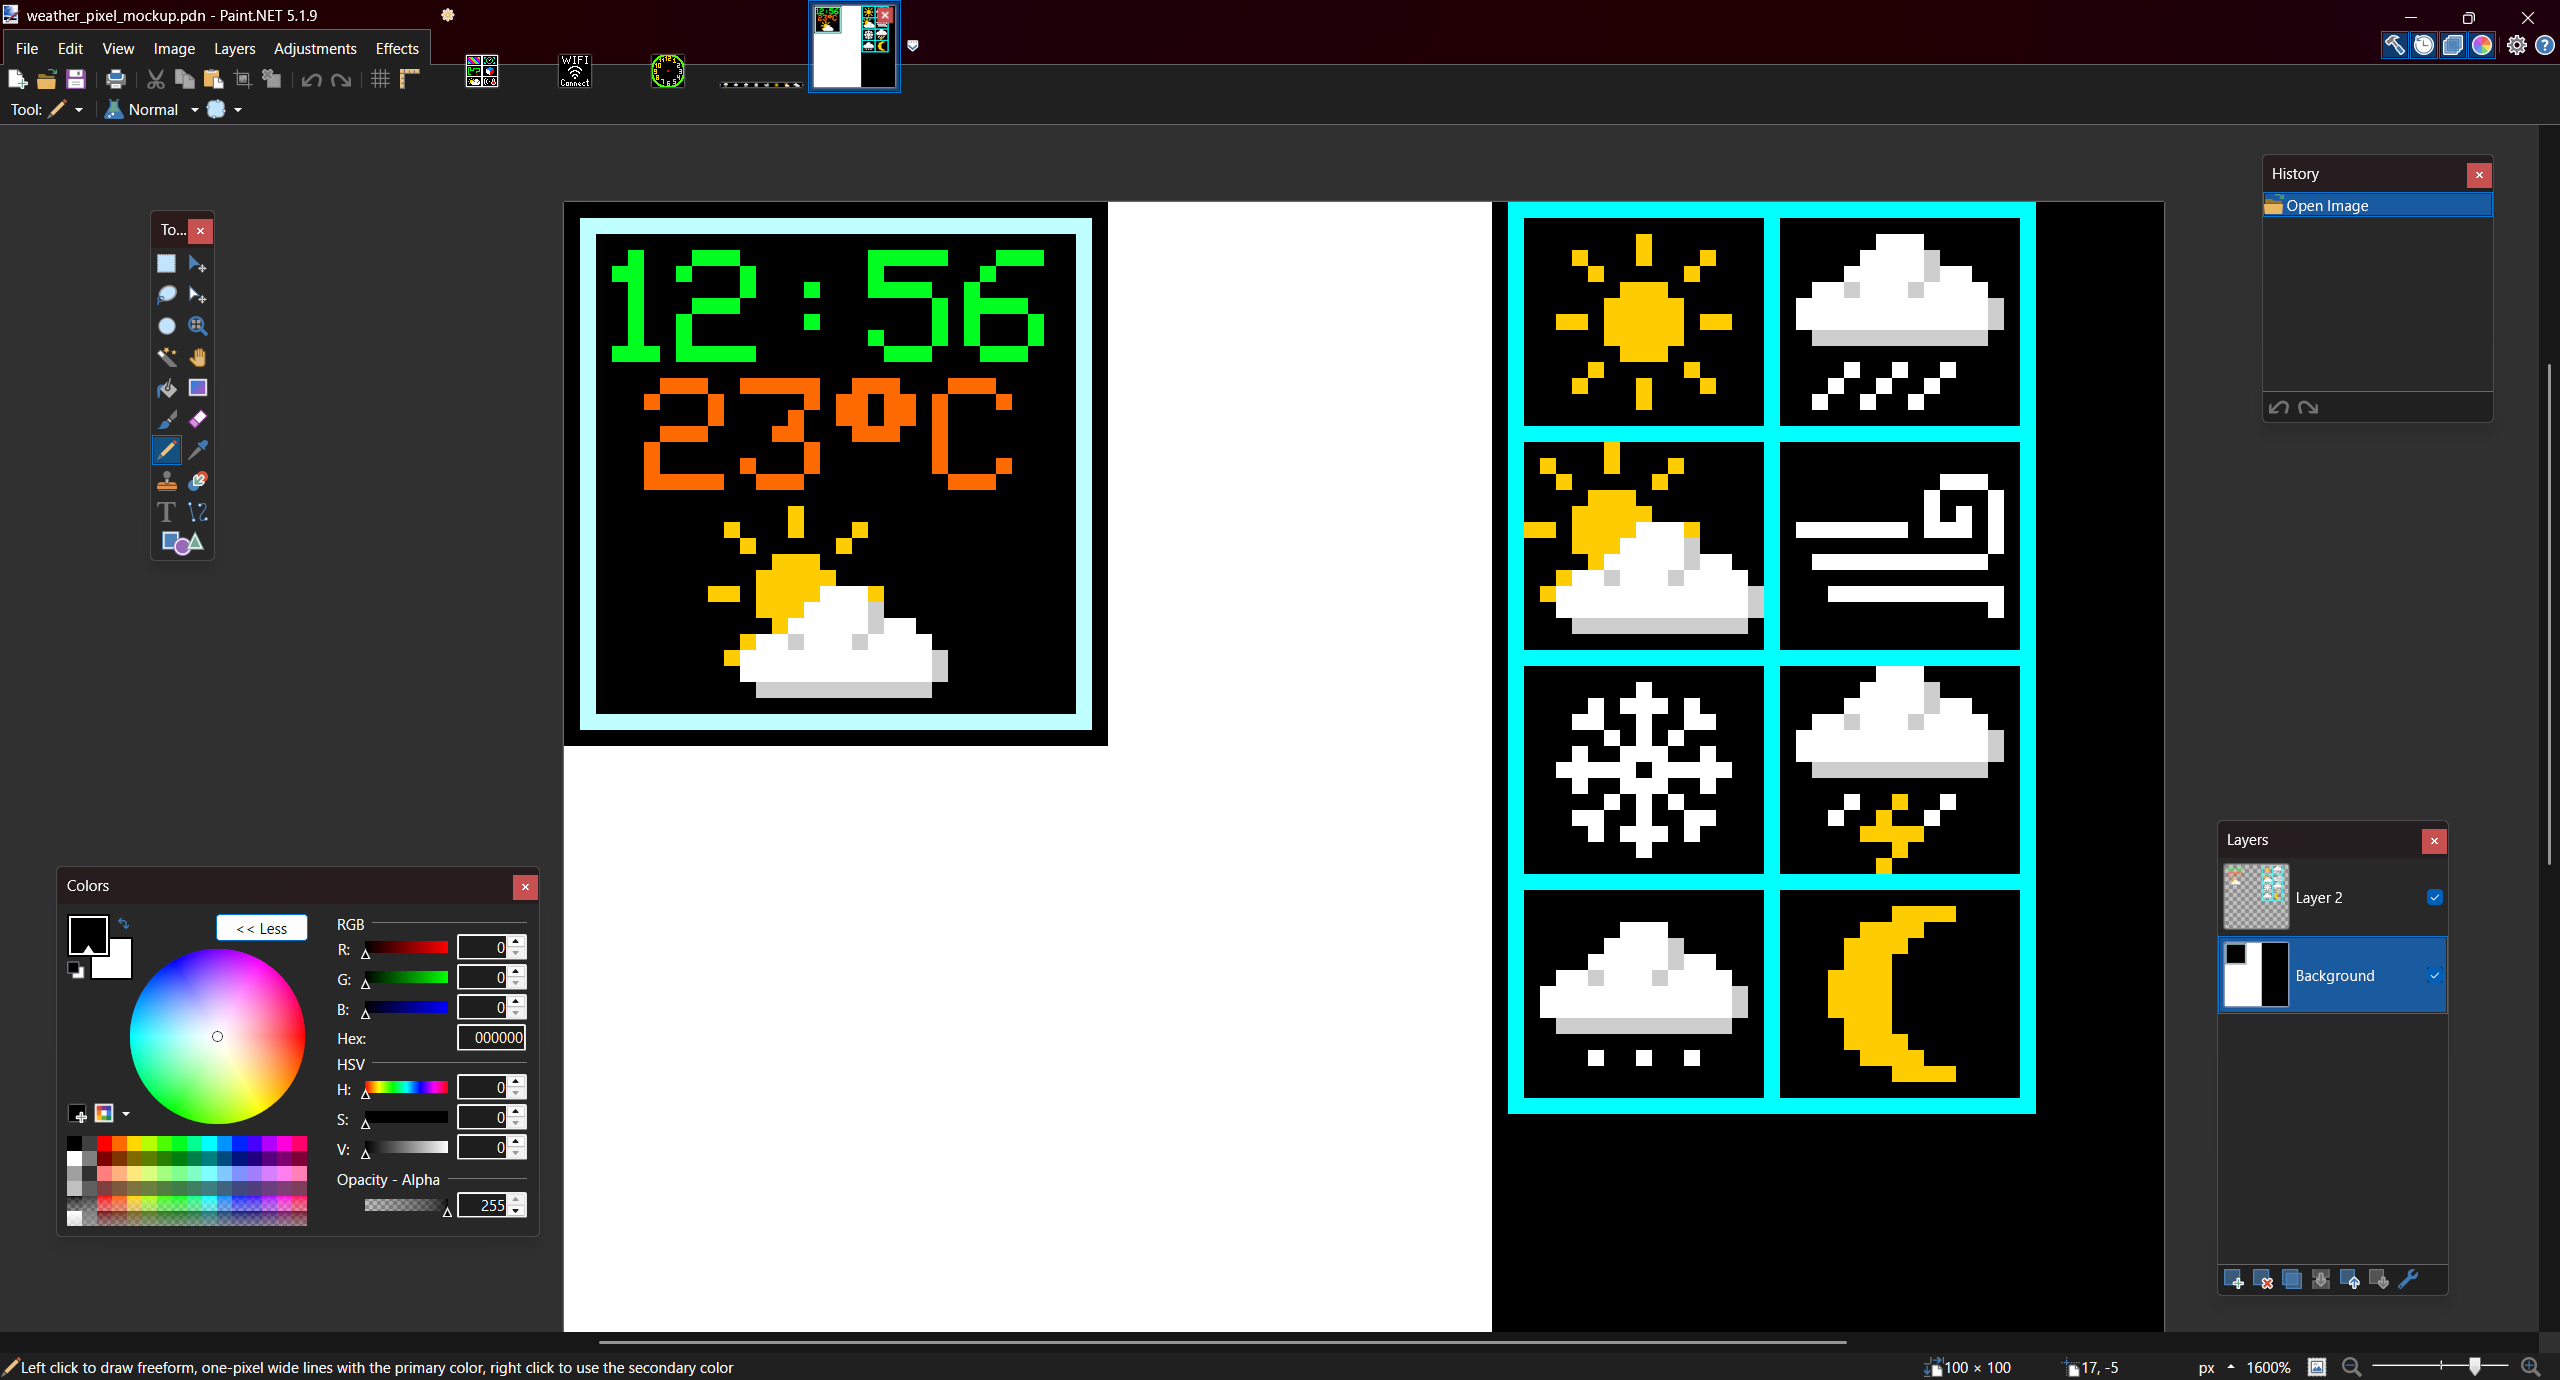 weather_pixel_mockup.pdn - Paint.NET 5.1.9
File Edit View Image Layers Adjustments Effects
WIFI
Connect
Tool: Normal
To...
12:56
23°C
History
Open Image
Colors
<< Less
RGB
R: 0
G: 0
B: 0
Hex: 000000
HSV
H: 0
S: 0
V: 0
Opacity - Alpha
255
Layers
Layer 2
Background
Left click to draw freeform, one-pixel wide lines with the primary color, right click to use the secondary color
100 × 100
17, -5
px
1600%